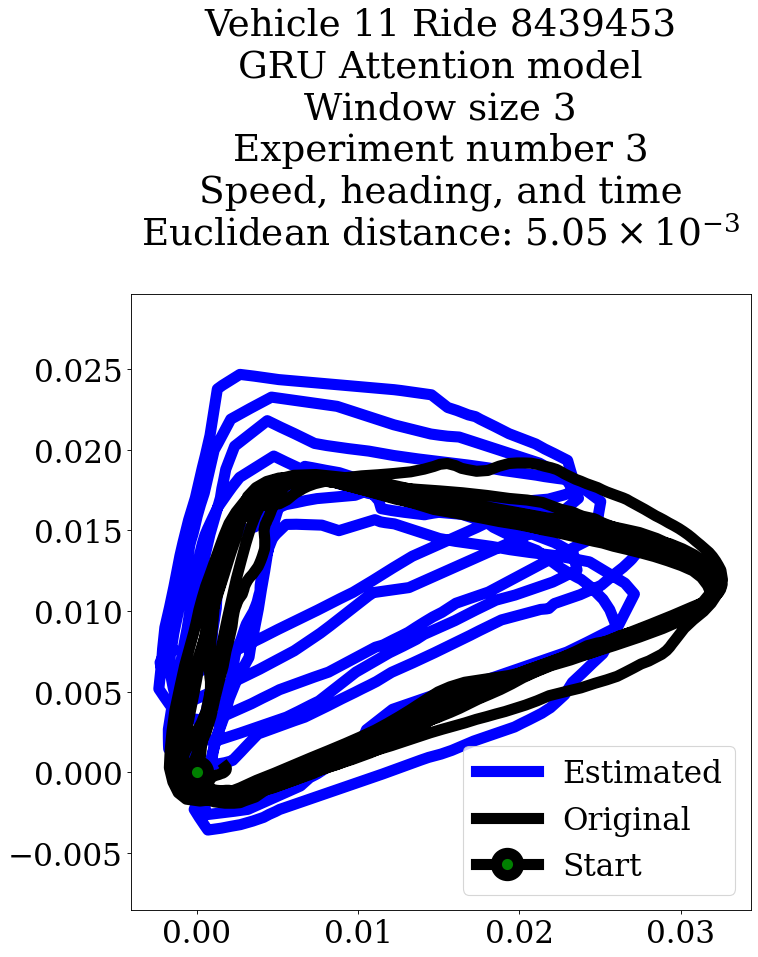 Vehicle 11 Ride 8439453
GRU Attention model
Window size 3
Experiment number 3
Speed, heading, and time
Euclidean distance: 5.05 × 10⁻³
0.025
0.020
0.015
0.010
0.005
0.000
−0.005
Estimated
Original
Start
0.00 0.01 0.02 0.03